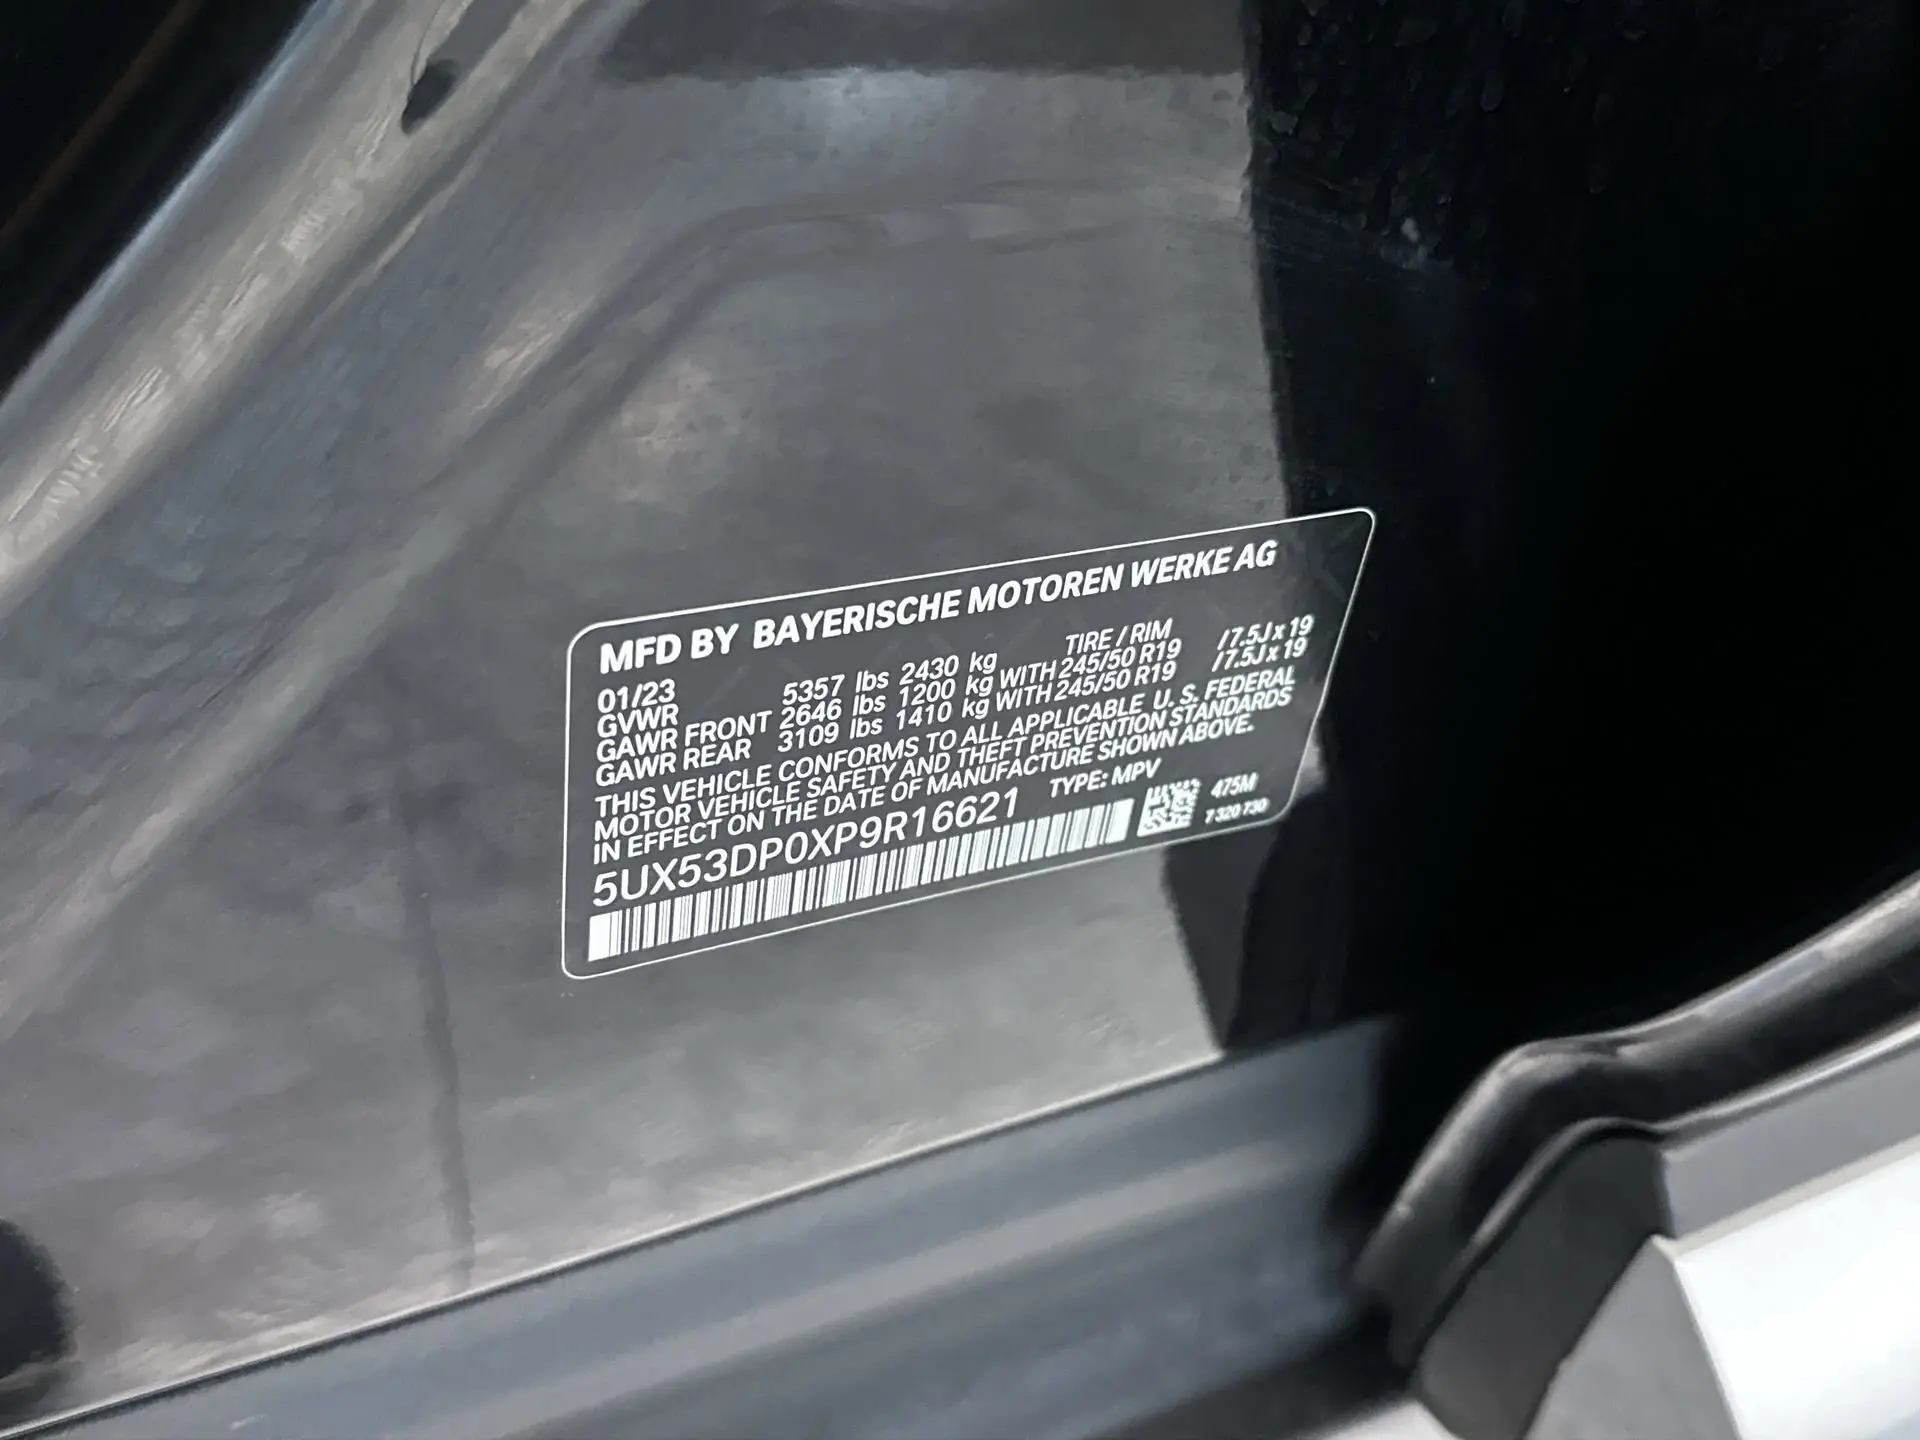 MFD BY BAYERISCHE MOTOREN WERKE AG
01/23 TIRE / RIM
GVWR 5357 lbs 2430 kg
GAWR FRONT 2646 lbs 1200 kg WITH 245/50 R19 / 7.5J x 19
GAWR REAR 3109 lbs 1410 kg WITH 245/50 R19 / 7.5J x 19
THIS VEHICLE CONFORMS TO ALL APPLICABLE U. S. FEDERAL
MOTOR VEHICLE SAFETY AND THEFT PREVENTION STANDARDS
IN EFFECT ON THE DATE OF MANUFACTURE SHOWN ABOVE.
5UX53DP0XP9R16621 TYPE: MPV
475M
7 320 730